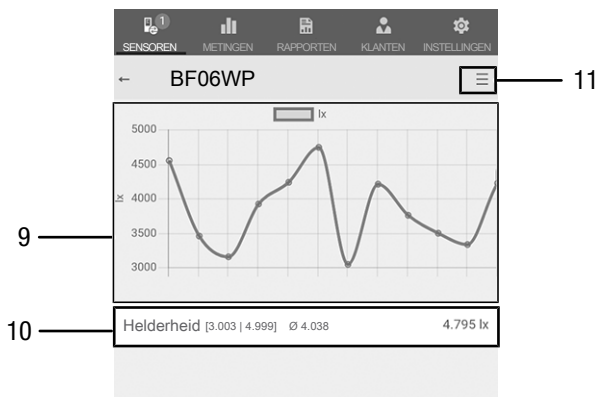 1
SENSOREN METINGEN RAPPORTEN KLANTEN INSTELLINGEN
← BF06WP ☰ 11
lx
5000
4500
lx 4000
3500
3000
9
10 Helderheid [3.003 | 4.999] Ø 4.038 4.795 lx